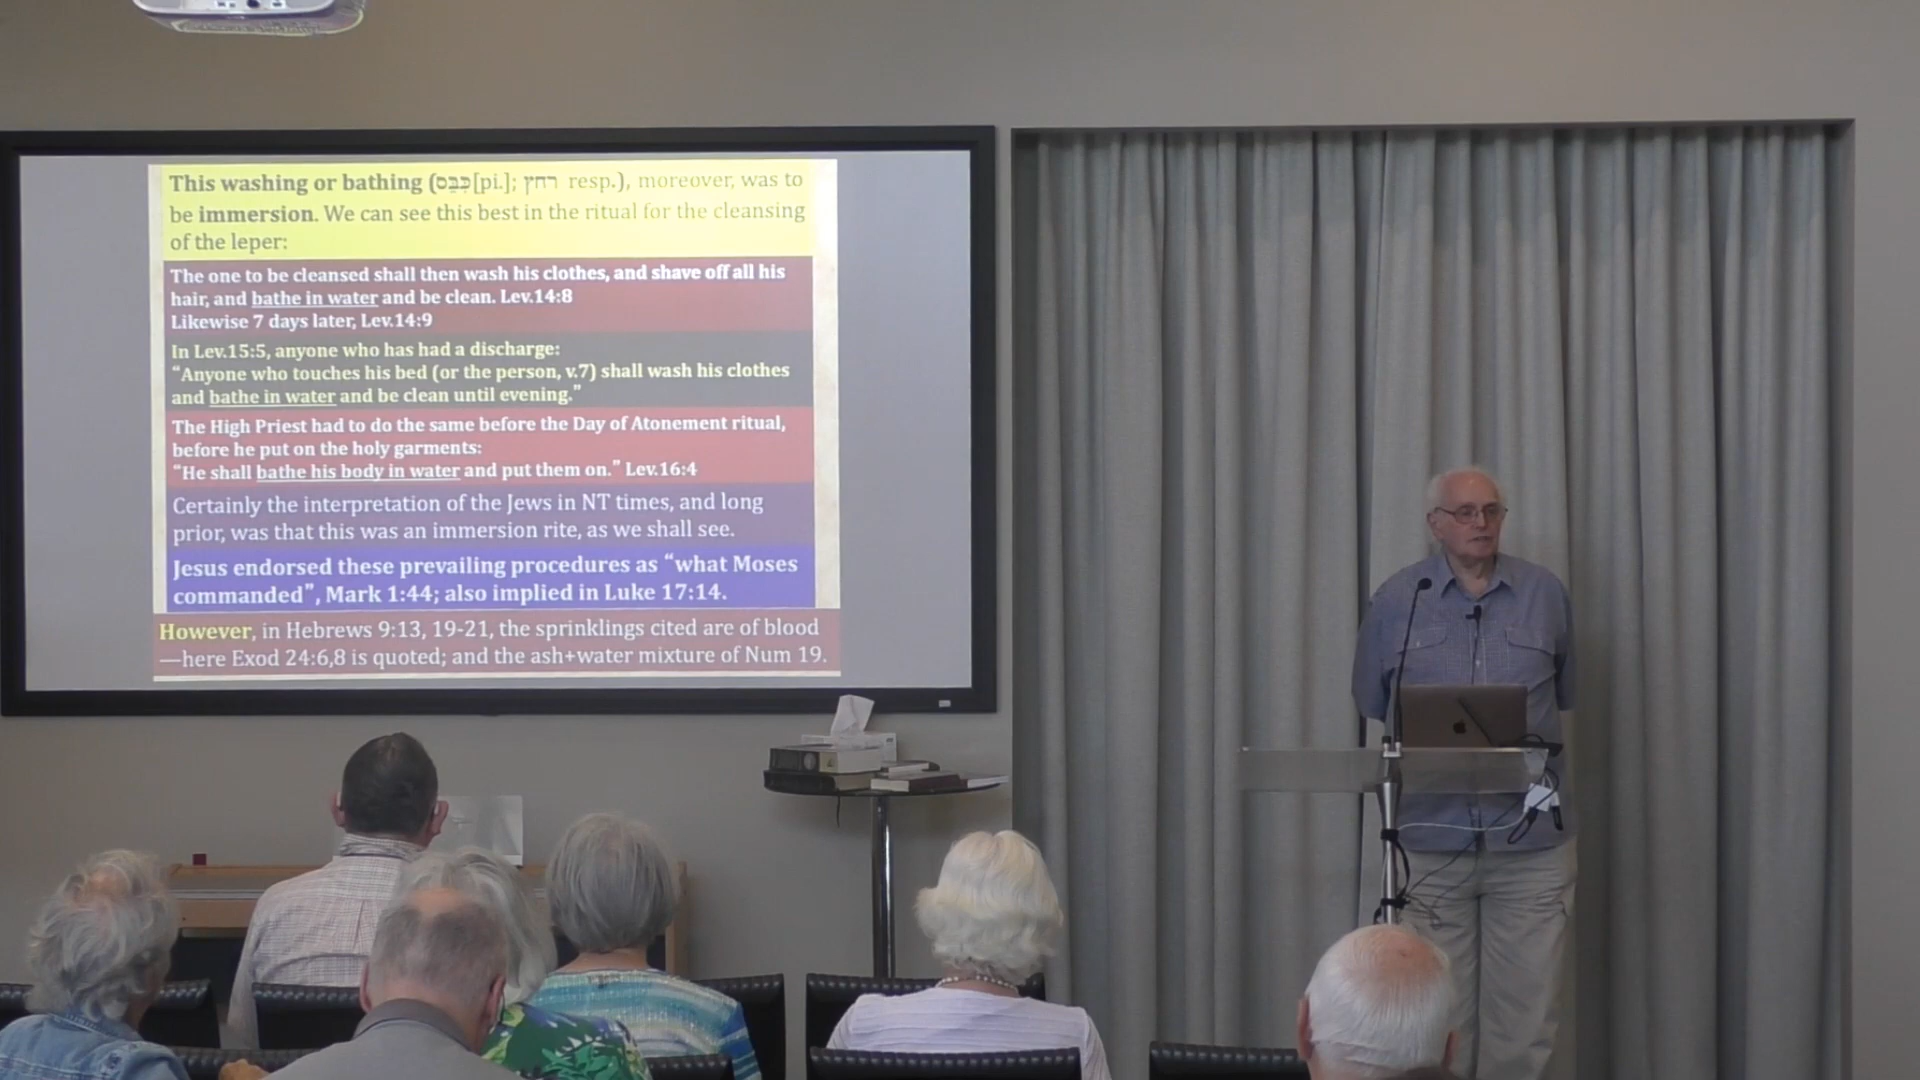 This washing or bathing (כִּבֵּס[pi.]; רחץ resp.), moreover, was to
be immersion. We can see this best in the ritual for the cleansing
of the leper:
The one to be cleansed shall then wash his clothes, and shave off all his
hair, and bathe in water and be clean. Lev.14:8
Likewise 7 days later, Lev.14:9
In Lev.15:5, anyone who has had a discharge:
“Anyone who touches his bed (or the person, v.7) shall wash his clothes
and bathe in water and be clean until evening.”
The High Priest had to do the same before the Day of Atonement ritual,
before he put on the holy garments:
“He shall bathe his body in water and put them on.” Lev.16:4
Certainly the interpretation of the Jews in NT times, and long
prior, was that this was an immersion rite, as we shall see.
Jesus endorsed these prevailing procedures as “what Moses
commanded”, Mark 1:44; also implied in Luke 17:14.
However, in Hebrews 9:13, 19-21, the sprinklings cited are of blood
—here Exod 24:6,8 is quoted; and the ash+water mixture of Num 19.